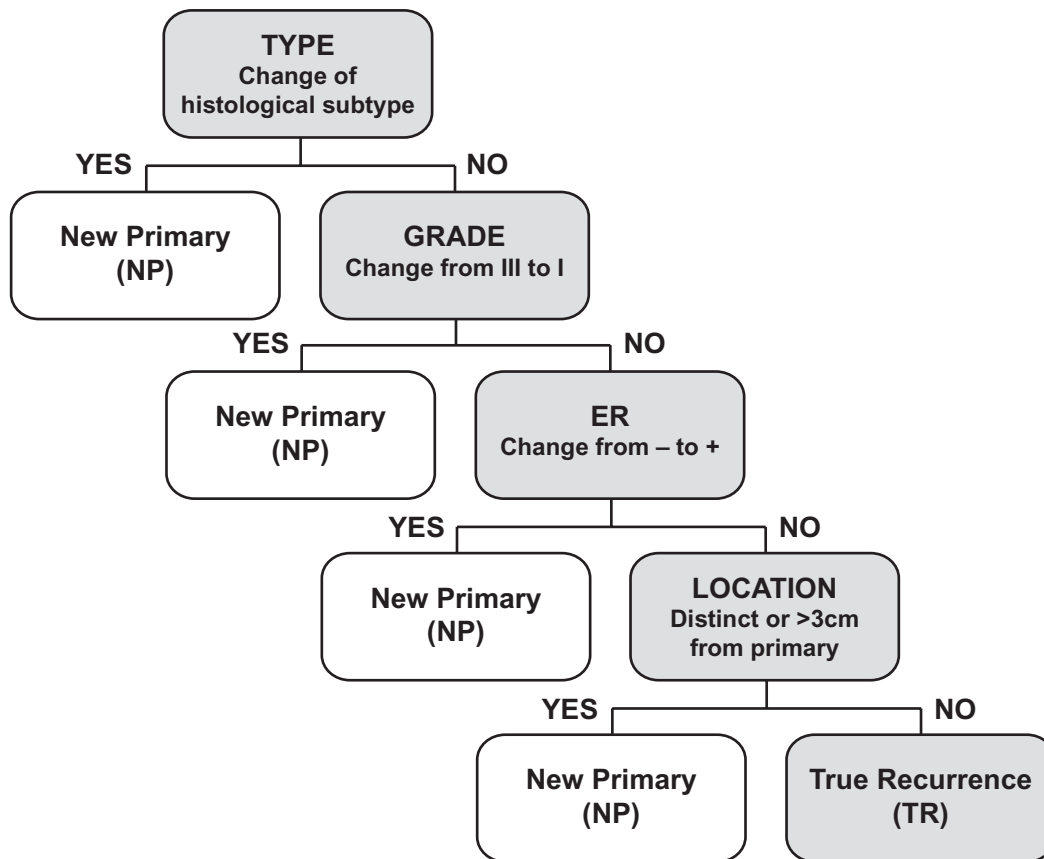 TYPE
Change of
histological subtype
YES
NO
New Primary
(NP)
GRADE
Change from III to I
YES
NO
New Primary
(NP)
ER
Change from – to +
YES
NO
New Primary
(NP)
LOCATION
Distinct or >3cm
from primary
YES
NO
New Primary
(NP)
True Recurrence
(TR)